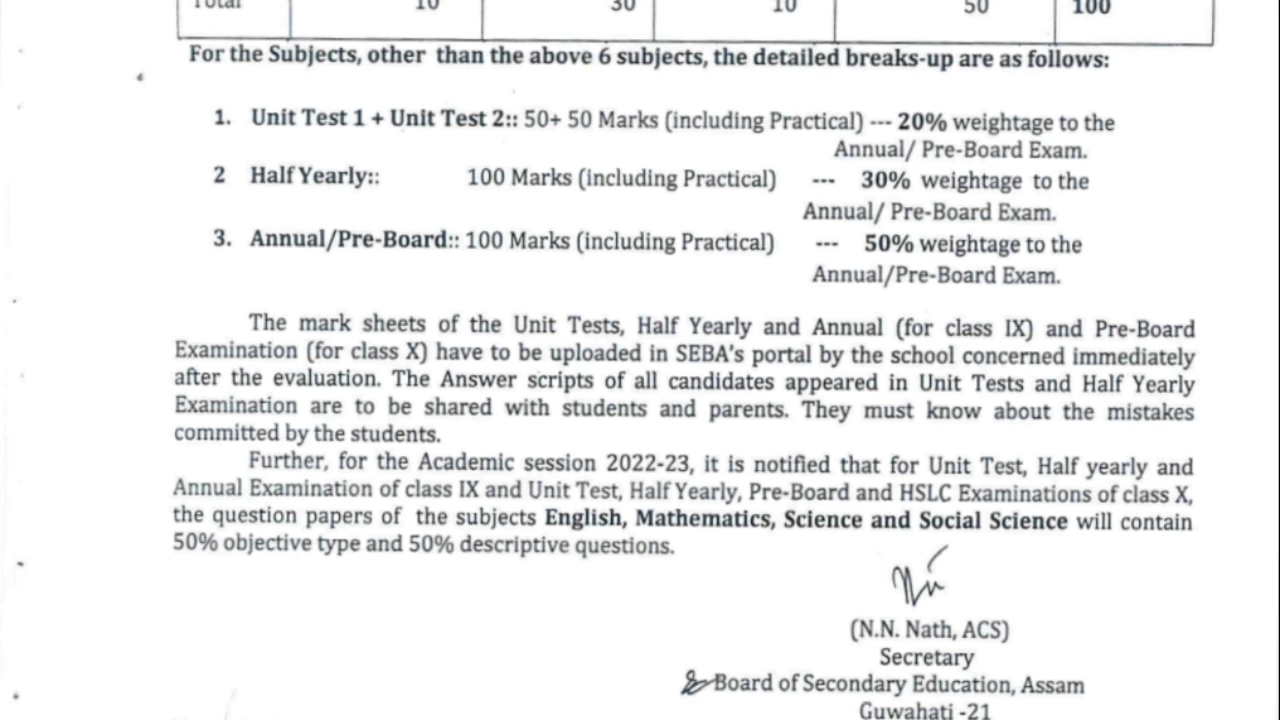 Total 10 30 10 50 100
For the Subjects, other than the above 6 subjects, the detailed breaks-up are as follows:
1. Unit Test 1 + Unit Test 2:: 50+ 50 Marks (including Practical) --- 20% weightage to the
Annual/ Pre-Board Exam.
2 Half Yearly:: 100 Marks (including Practical) --- 30% weightage to the
Annual/ Pre-Board Exam.
3. Annual/Pre-Board:: 100 Marks (including Practical) --- 50% weightage to the
Annual/Pre-Board Exam.
The mark sheets of the Unit Tests, Half Yearly and Annual (for class IX) and Pre-Board
Examination (for class X) have to be uploaded in SEBA's portal by the school concerned immediately
after the evaluation. The Answer scripts of all candidates appeared in Unit Tests and Half Yearly
Examination are to be shared with students and parents. They must know about the mistakes
committed by the students.
Further, for the Academic session 2022-23, it is notified that for Unit Test, Half yearly and
Annual Examination of class IX and Unit Test, Half Yearly, Pre-Board and HSLC Examinations of class X,
the question papers of the subjects English, Mathematics, Science and Social Science will contain
50% objective type and 50% descriptive questions.
(N.N. Nath, ACS)
Secretary
Board of Secondary Education, Assam
Guwahati -21